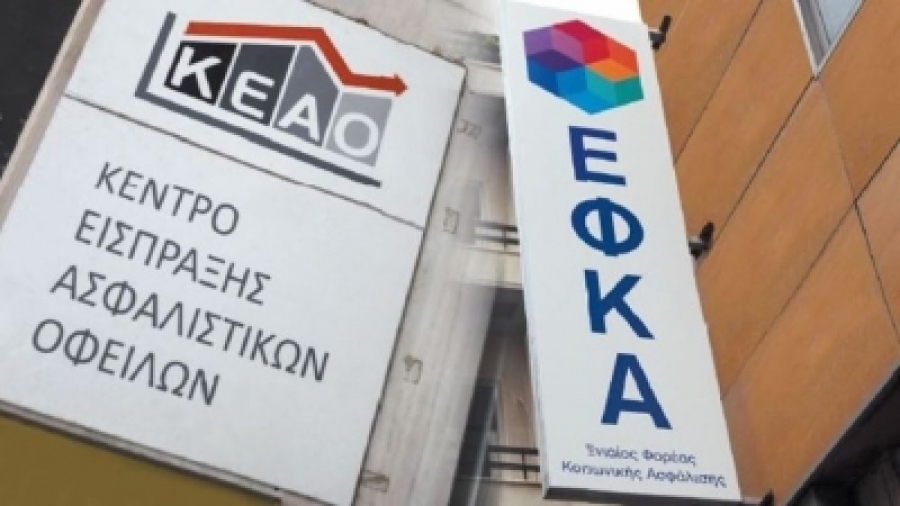 ΚΕΑΟ
ΚΕΝΤΡΟ
ΕΙΣΠΡΑΞΗΣ
ΑΣΦΑΛΙΣΤΙΚΩΝ
ΟΦΕΙΛΩΝ
ΕΦΚΑ
Ενιαίος Φορέας
Κοινωνικής Ασφάλισης